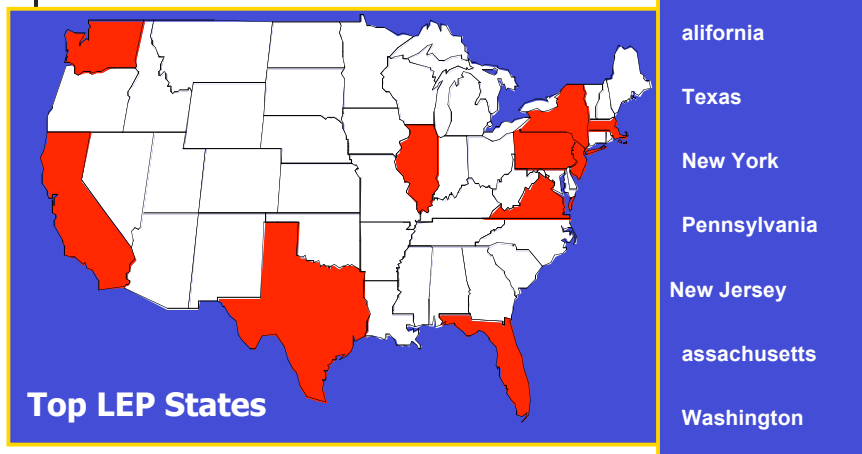 alifornia
Texas
New York
Pennsylvania
New Jersey
assachusetts
Washington
Top LEP States